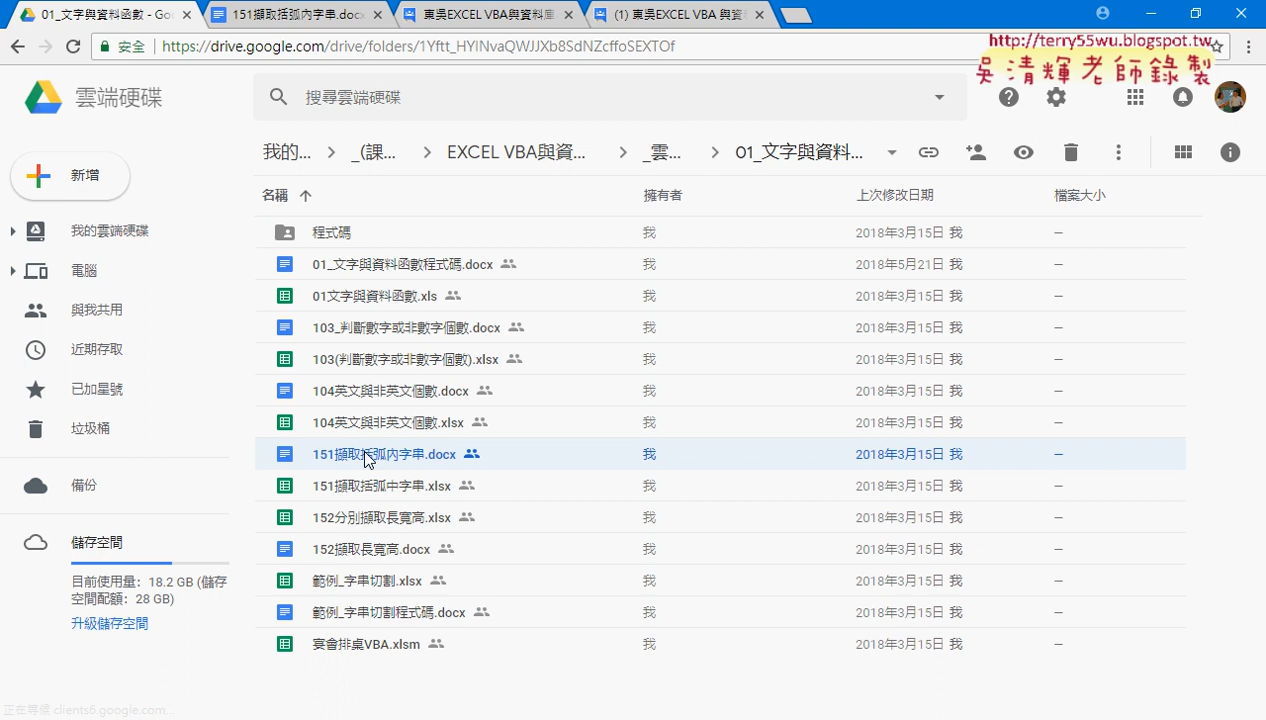 01_文字與資料函數 - Goo
151擷取括弧內字串.docx
東吳EXCEL VBA與資料庫
(1) 東吳EXCEL VBA 與資
安全
https://drive.google.com/drive/folders/1Yftt_HYINvaQWJJXb8SdNZcffoSEXTOf
http://terry55wu.blogspot.tw
吳清輝老師錄製
雲端硬碟
搜尋雲端硬碟
新增
我的... > _(課... > EXCEL VBA與資... > _雲... > 01_文字與資料...
名稱 擁有者 上次修改日期 檔案大小
我的雲端硬碟
電腦
與我共用
近期存取
已加星號
垃圾桶
備份
儲存空間
目前使用量：18.2 GB (儲存
空間配額：28 GB)
升級儲存空間
程式碼 我 2018年3月15日 我 –
01_文字與資料函數程式碼.docx 我 2018年5月21日 我 –
01文字與資料函數.xls 我 2018年3月15日 我 –
103_判斷數字或非數字個數.docx 我 2018年3月15日 我 –
103(判斷數字或非數字個數).xlsx 我 2018年3月15日 我 –
104英文與非英文個數.docx 我 2018年3月15日 我 –
104英文與非英文個數.xlsx 我 2018年3月15日 我 –
151擷取括弧內字串.docx 我 2018年3月15日 我 –
151擷取括弧中字串.xlsx 我 2018年3月15日 我 –
152分別擷取長寬高.xlsx 我 2018年3月15日 我 –
152擷取長寬高.docx 我 2018年3月15日 我 –
範例_字串切割.xlsx 我 2018年3月15日 我 –
範例_字串切割程式碼.docx 我 2018年3月15日 我 –
宴會排桌VBA.xlsm 我 2018年3月15日 我 –
正在等候 clients6.google.com...